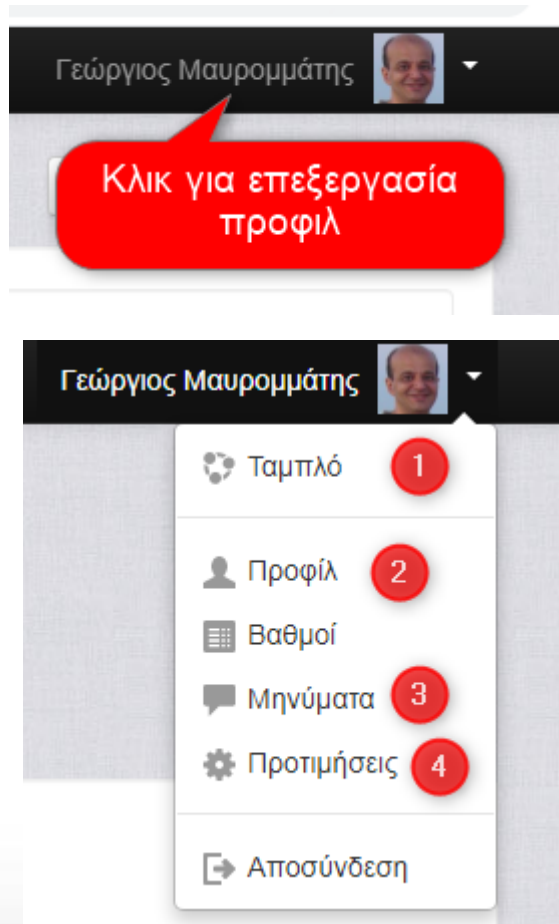 Γεώργιος Μαυρομμάτης
Κλικ για επεξεργασία
προφιλ
Γεώργιος Μαυρομμάτης
Ταμπλό 1
Προφίλ 2
Βαθμοί
Μηνύματα 3
Προτιμήσεις 4
Αποσύνδεση